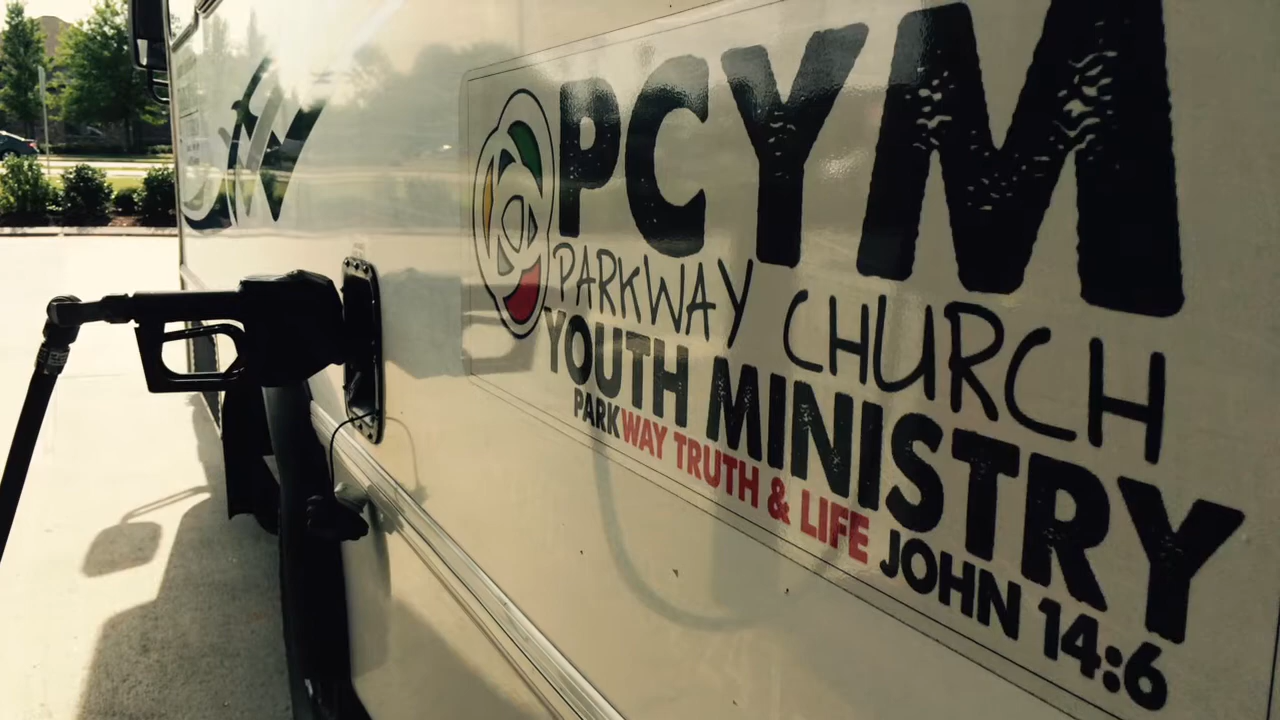 PCYM
PARKWAY CHURCH
YOUTH MINISTRY
PARKWAY TRUTH & LIFE JOHN 14:6